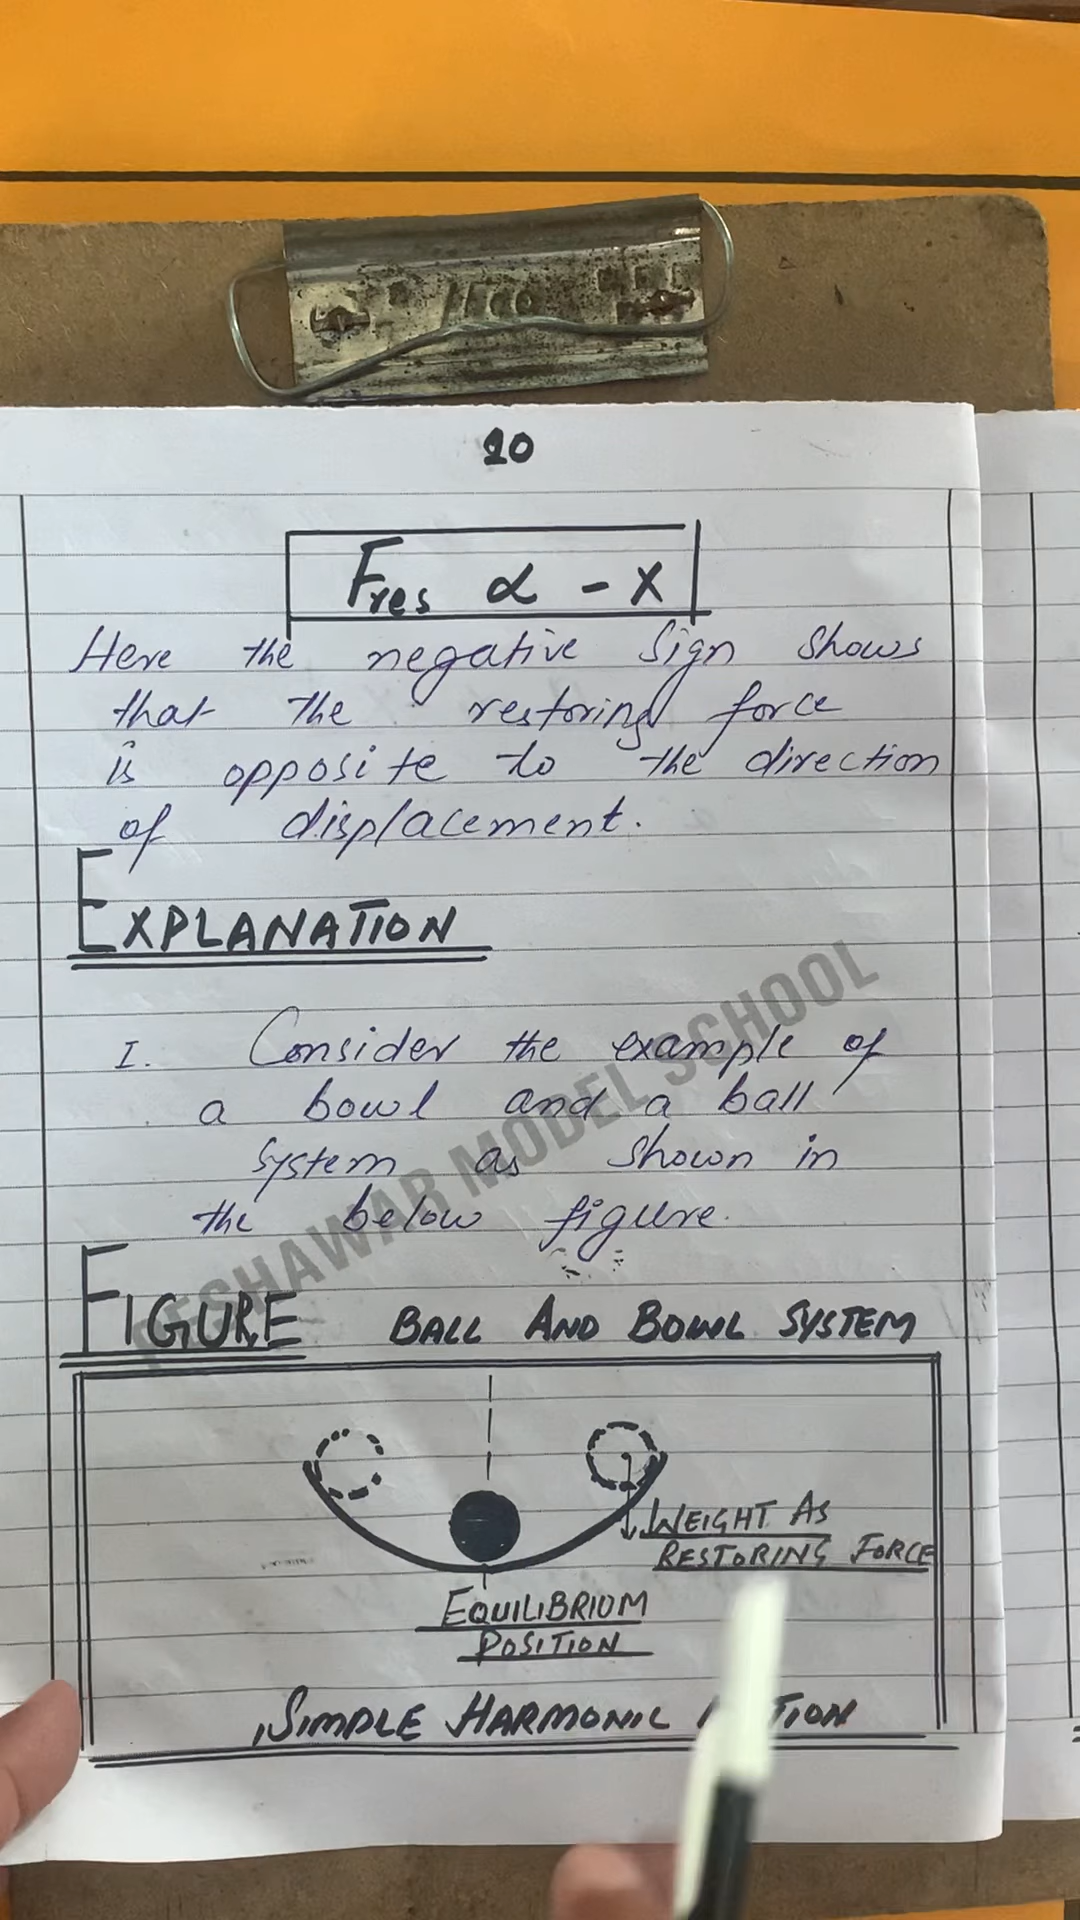 10
Fres α - x
Here the negative sign shows
that the restoring force
is opposite to the direction
of displacement.
EXPLANATION
I. Consider the example of
a bowl and a ball
system as shown in
the below figure.
PESHAWAR MODEL SCHOOL
FIGURE BALL AND BOWL SYSTEM
WEIGHT AS
RESTORING FORCE
EQUILIBRIUM
POSITION
SIMPLE HARMONIC